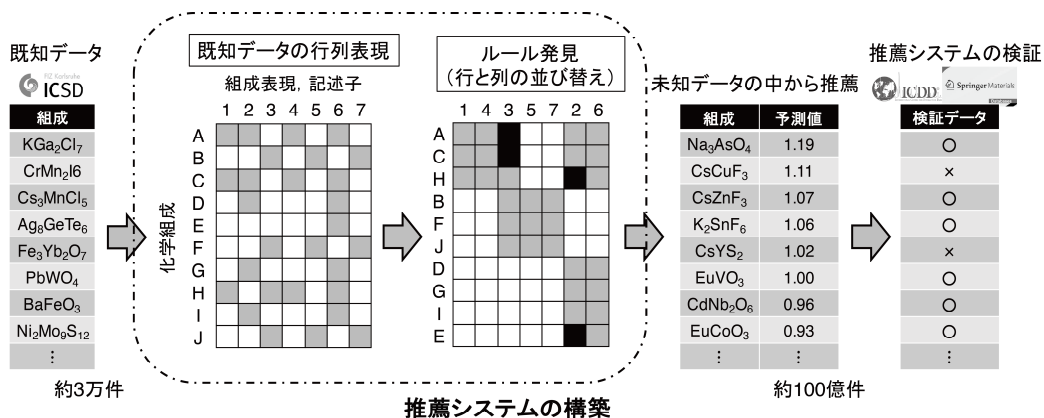 既知データ
FIZ Karlsruhe
ICSD
組成
KGa₂Cl₇
CrMn₂I6
Cs₃MnCl₅
Ag₈GeTe₆
Fe₃Yb₂O₇
PbWO₄
BaFeO₃
Ni₂Mo₉S₁₂
⋮
約3万件
既知データの行列表現
組成表現, 記述子
1 2 3 4 5 6 7
化学組成
A
B
C
D
E
F
G
H
I
J
ルール発見
(行と列の並び替え)
1 4 3 5 7 2 6
A
C
H
B
F
J
D
G
I
E
推薦システムの構築
未知データの中から推薦
組成 予測値
Na₃AsO₄ 1.19
CsCuF₃ 1.11
CsZnF₃ 1.07
K₂SnF₆ 1.06
CsYS₂ 1.02
EuVO₃ 1.00
CdNb₂O₆ 0.96
EuCoO₃ 0.93
⋮ ⋮
約100億件
推薦システムの検証
ICDD
Springer Materials
検証データ
○
×
○
○
×
○
○
○
⋮